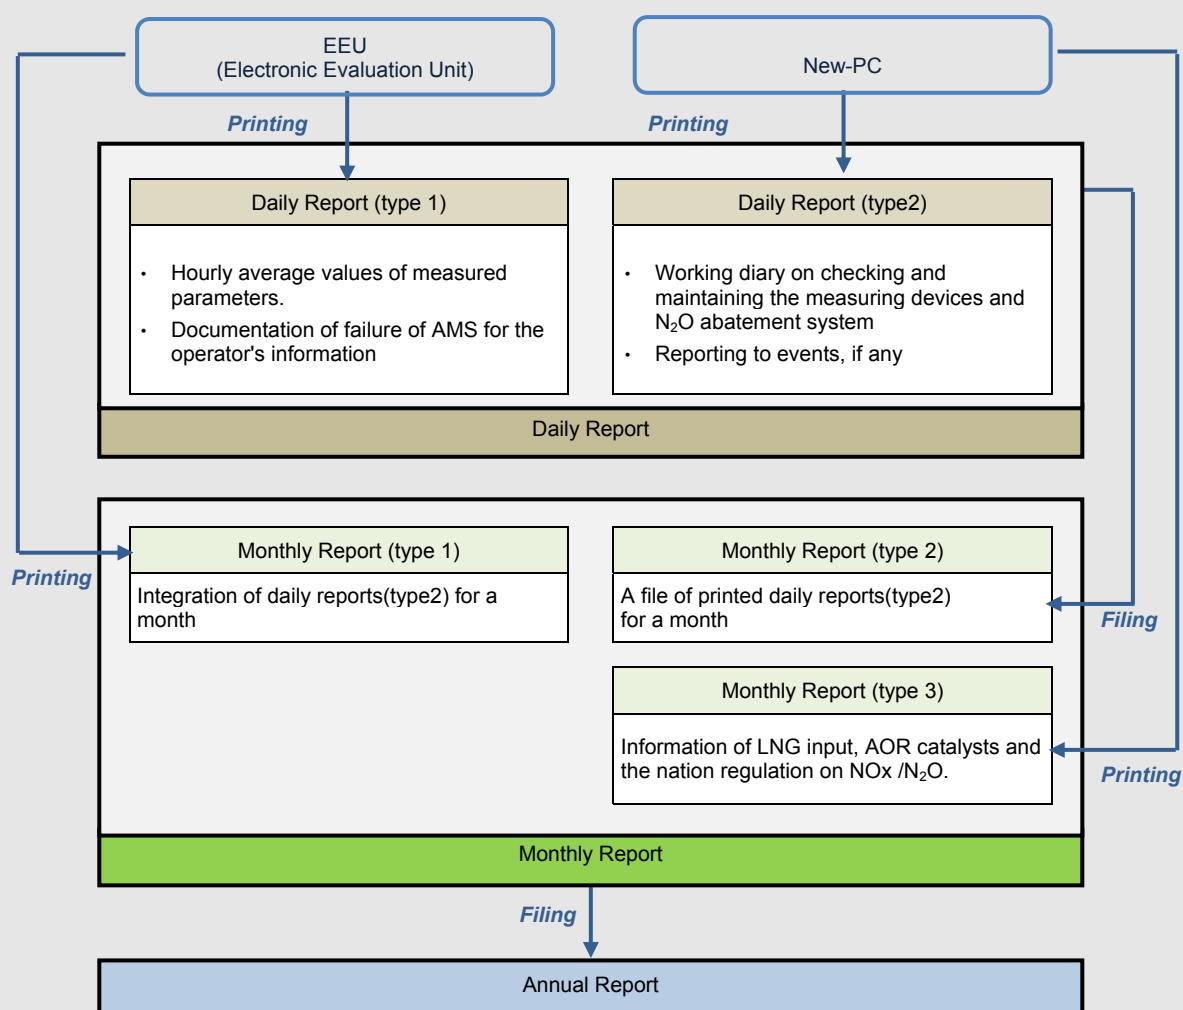 EEU
(Electronic Evaluation Unit)
New-PC
Printing
Printing
Daily Report (type 1)
• Hourly average values of measured
parameters.
• Documentation of failure of AMS for the
operator's information
Daily Report (type2)
• Working diary on checking and
maintaining the measuring devices and
N₂O abatement system
• Reporting to events, if any
Daily Report
Monthly Report (type 1)
Integration of daily reports(type2) for a
month
Printing
Monthly Report (type 2)
A file of printed daily reports(type2)
for a month
Filing
Monthly Report (type 3)
Information of LNG input, AOR catalysts and
the nation regulation on NOx /N₂O.
Printing
Monthly Report
Filing
Annual Report